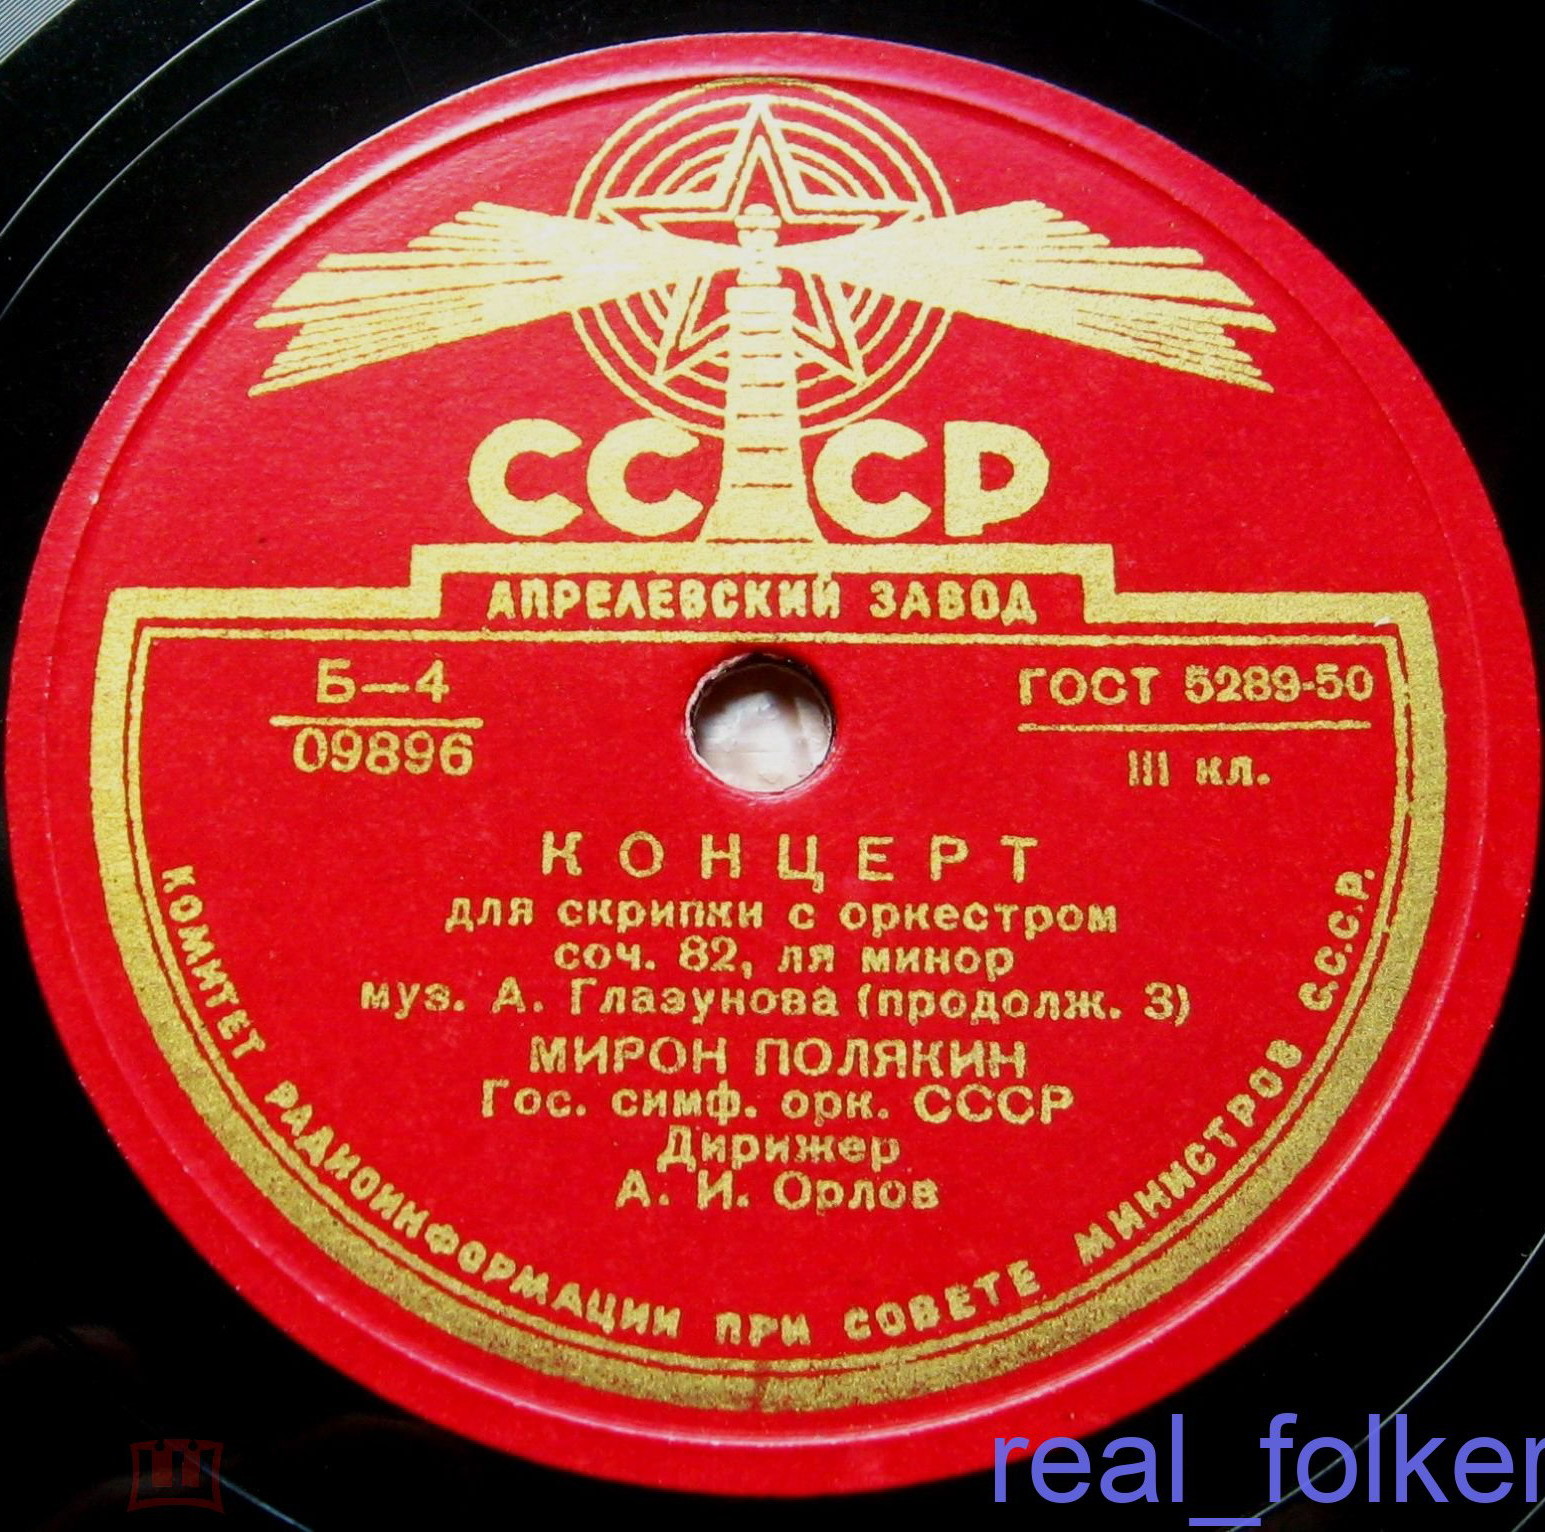 СССР
АПРЕЛЕВСКИЙ ЗАВОД
Б—4
09896
ГОСТ 5289-50
III кл.
КОНЦЕРТ
для скрипки с оркестром
соч. 82, ля минор
муз. А. Глазунова (продолж. 3)
МИРОН ПОЛЯКИН
Гос. симф. орк. СССР
Дирижер
А. И. Орлов
КОМИТЕТ РАДИОИНФОРМАЦИИ ПРИ СОВЕТЕ МИНИСТРОВ С.С.С.Р.
real_folker